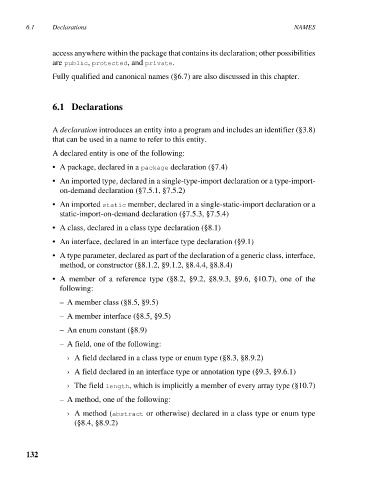 6.1 Declarations NAMES
access anywhere within the package that contains its declaration; other possibilities
are public, protected, and private.
Fully qualified and canonical names (§6.7) are also discussed in this chapter.
6.1 Declarations
A declaration introduces an entity into a program and includes an identifier (§3.8)
that can be used in a name to refer to this entity.
A declared entity is one of the following:
• A package, declared in a package declaration (§7.4)
• An imported type, declared in a single-type-import declaration or a type-import-
on-demand declaration (§7.5.1, §7.5.2)
• An imported static member, declared in a single-static-import declaration or a
static-import-on-demand declaration (§7.5.3, §7.5.4)
• A class, declared in a class type declaration (§8.1)
• An interface, declared in an interface type declaration (§9.1)
• A type parameter, declared as part of the declaration of a generic class, interface,
method, or constructor (§8.1.2, §9.1.2, §8.4.4, §8.8.4)
• A member of a reference type (§8.2, §9.2, §8.9.3, §9.6, §10.7), one of the
following:
– A member class (§8.5, §9.5)
– A member interface (§8.5, §9.5)
– An enum constant (§8.9)
– A field, one of the following:
› A field declared in a class type or enum type (§8.3, §8.9.2)
› A field declared in an interface type or annotation type (§9.3, §9.6.1)
› The field length, which is implicitly a member of every array type (§10.7)
– A method, one of the following:
› A method (abstract or otherwise) declared in a class type or enum type
(§8.4, §8.9.2)
132